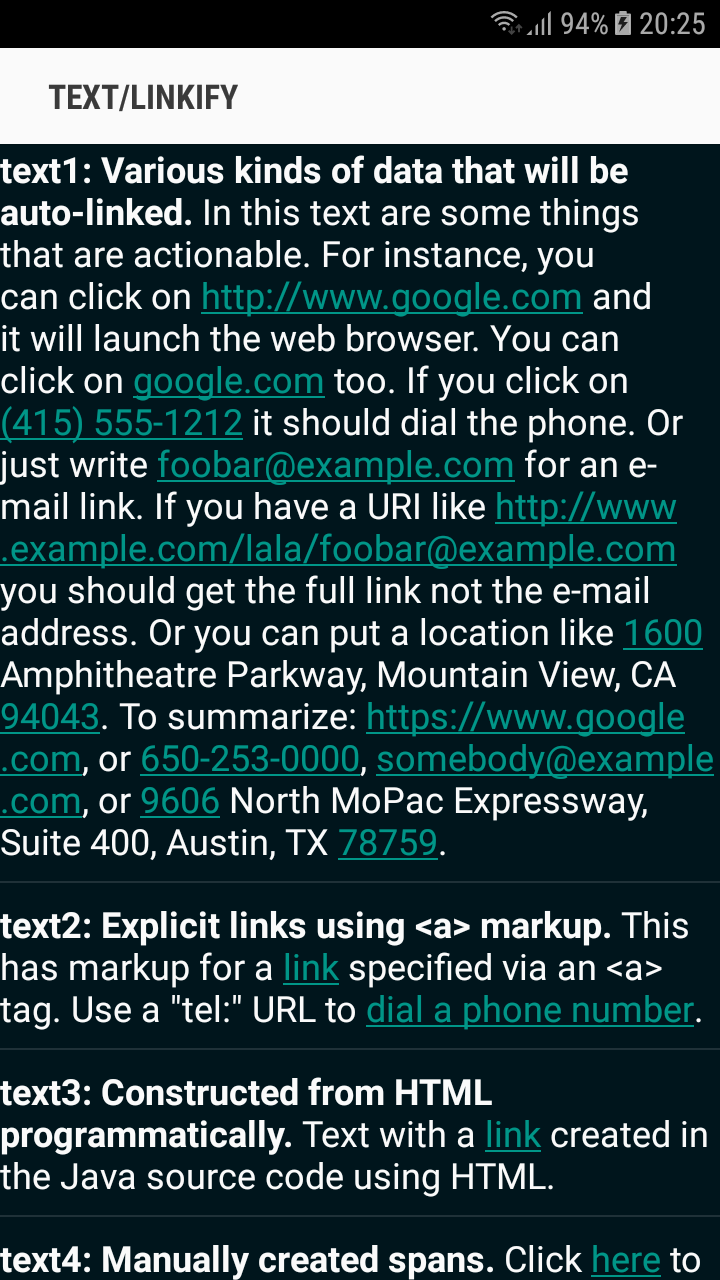 94% 20:25
TEXT/LINKIFY
text1: Various kinds of data that will be
auto-linked. In this text are some things
that are actionable. For instance, you
can click on http://www.google.com and
it will launch the web browser. You can
click on google.com too. If you click on
(415) 555-1212 it should dial the phone. Or
just write foobar@example.com for an e-
mail link. If you have a URI like http://www
.example.com/lala/foobar@example.com
you should get the full link not the e-mail
address. Or you can put a location like 1600
Amphitheatre Parkway, Mountain View, CA
94043. To summarize: https://www.google
.com, or 650-253-0000, somebody@example
.com, or 9606 North MoPac Expressway,
Suite 400, Austin, TX 78759.
text2: Explicit links using <a> markup. This
has markup for a link specified via an <a>
tag. Use a "tel:" URL to dial a phone number.
text3: Constructed from HTML
programmatically. Text with a link created in
the Java source code using HTML.
text4: Manually created spans. Click here to